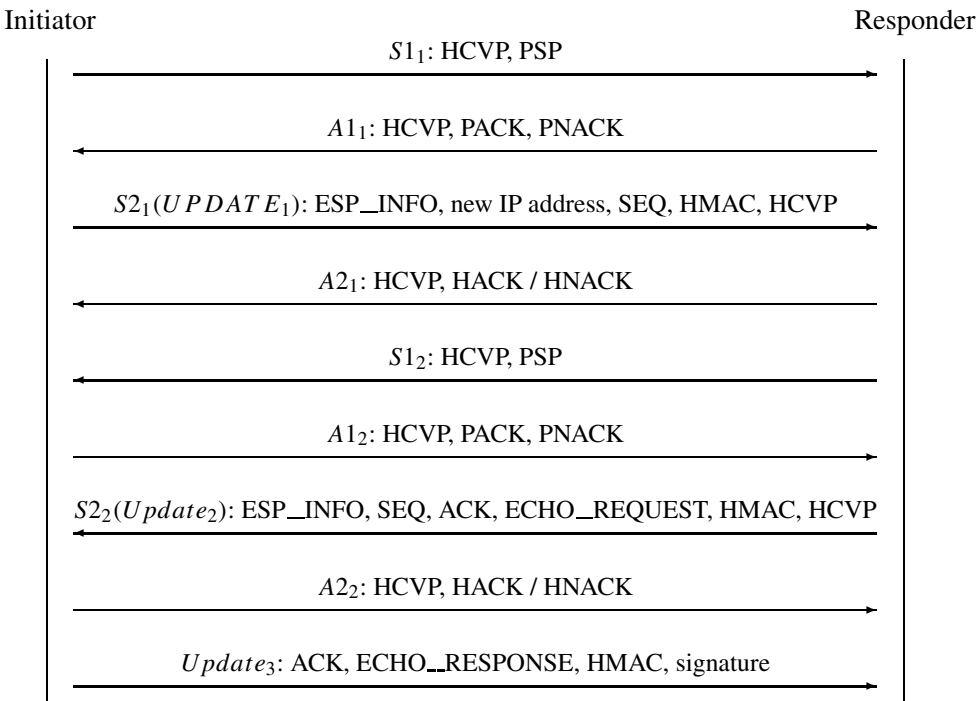 Initiator Responder
S1₁: HCVP, PSP
A1₁: HCVP, PACK, PNACK
S2₁(UPDATE₁): ESP_INFO, new IP address, SEQ, HMAC, HCVP
A2₁: HCVP, HACK / HNACK
S1₂: HCVP, PSP
A1₂: HCVP, PACK, PNACK
S2₂(Update₂): ESP_INFO, SEQ, ACK, ECHO_REQUEST, HMAC, HCVP
A2₂: HCVP, HACK / HNACK
Update₃: ACK, ECHO_RESPONSE, HMAC, signature